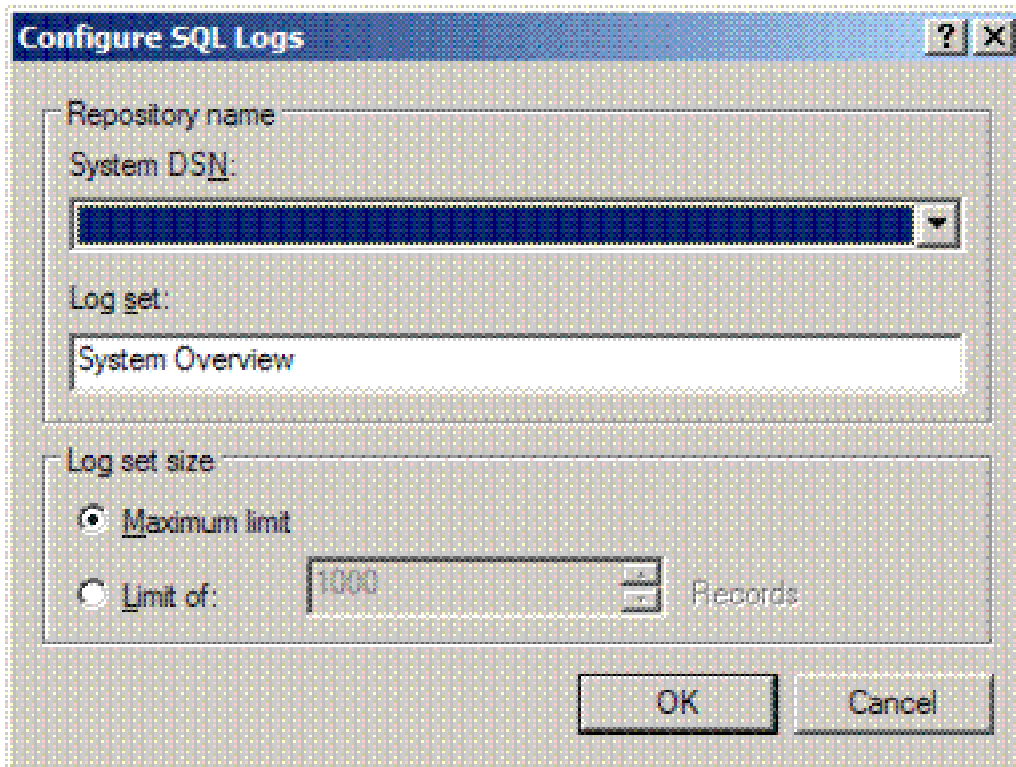 Configure SQL Logs
Repository name
System DSN:
Log set:
System Overview
Log set size
Maximum limit
Limit of: 1000 Records
OK Cancel